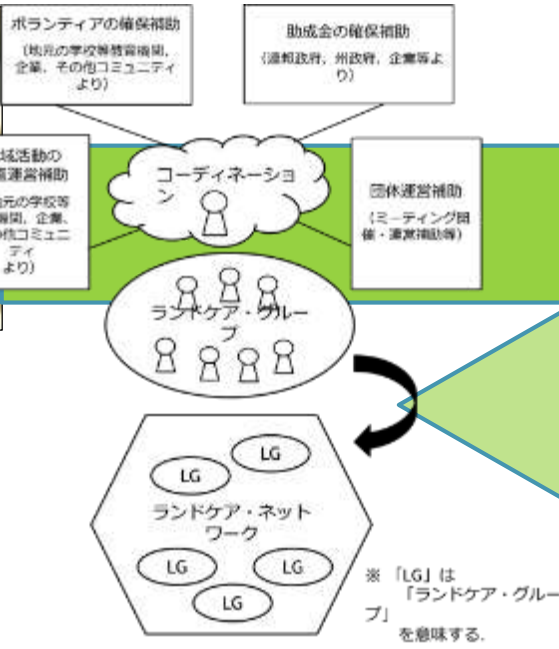 ボランティアの確保補助
（地元の学校等教育機関,
企業, その他コミュニティ
より）
助成金の確保補助
（連邦政府, 州政府, 企業等よ
り）
域活動の
運営補助
元の学校等
機関, 企業,
他コミュニ
ティ
より）
コーディネーショ
ン
団体運営補助
（ミーティング開
催・運営補助等）
ランドケア・グルー
プ
LG
LG
ランドケア・ネット
ワーク
LG
LG
LG
※ 「LG」は
「ランドケア・グルー
プ」
を意味する.